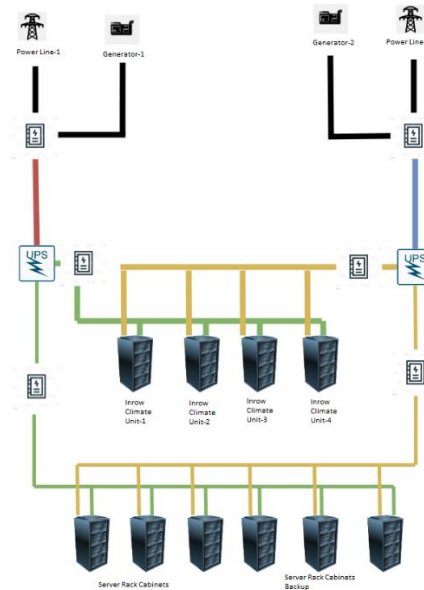 Power Line-1
Generator-1
Generator-2
Power Line-
UPS
UPS
Inrow
Climate
Unit-1
Inrow
Climate
Unit-2
Inrow
Climate
Unit-3
Inrow
Climate
Unit-4
Server Rack Cabinets
Server Rack Cabinets
Backup